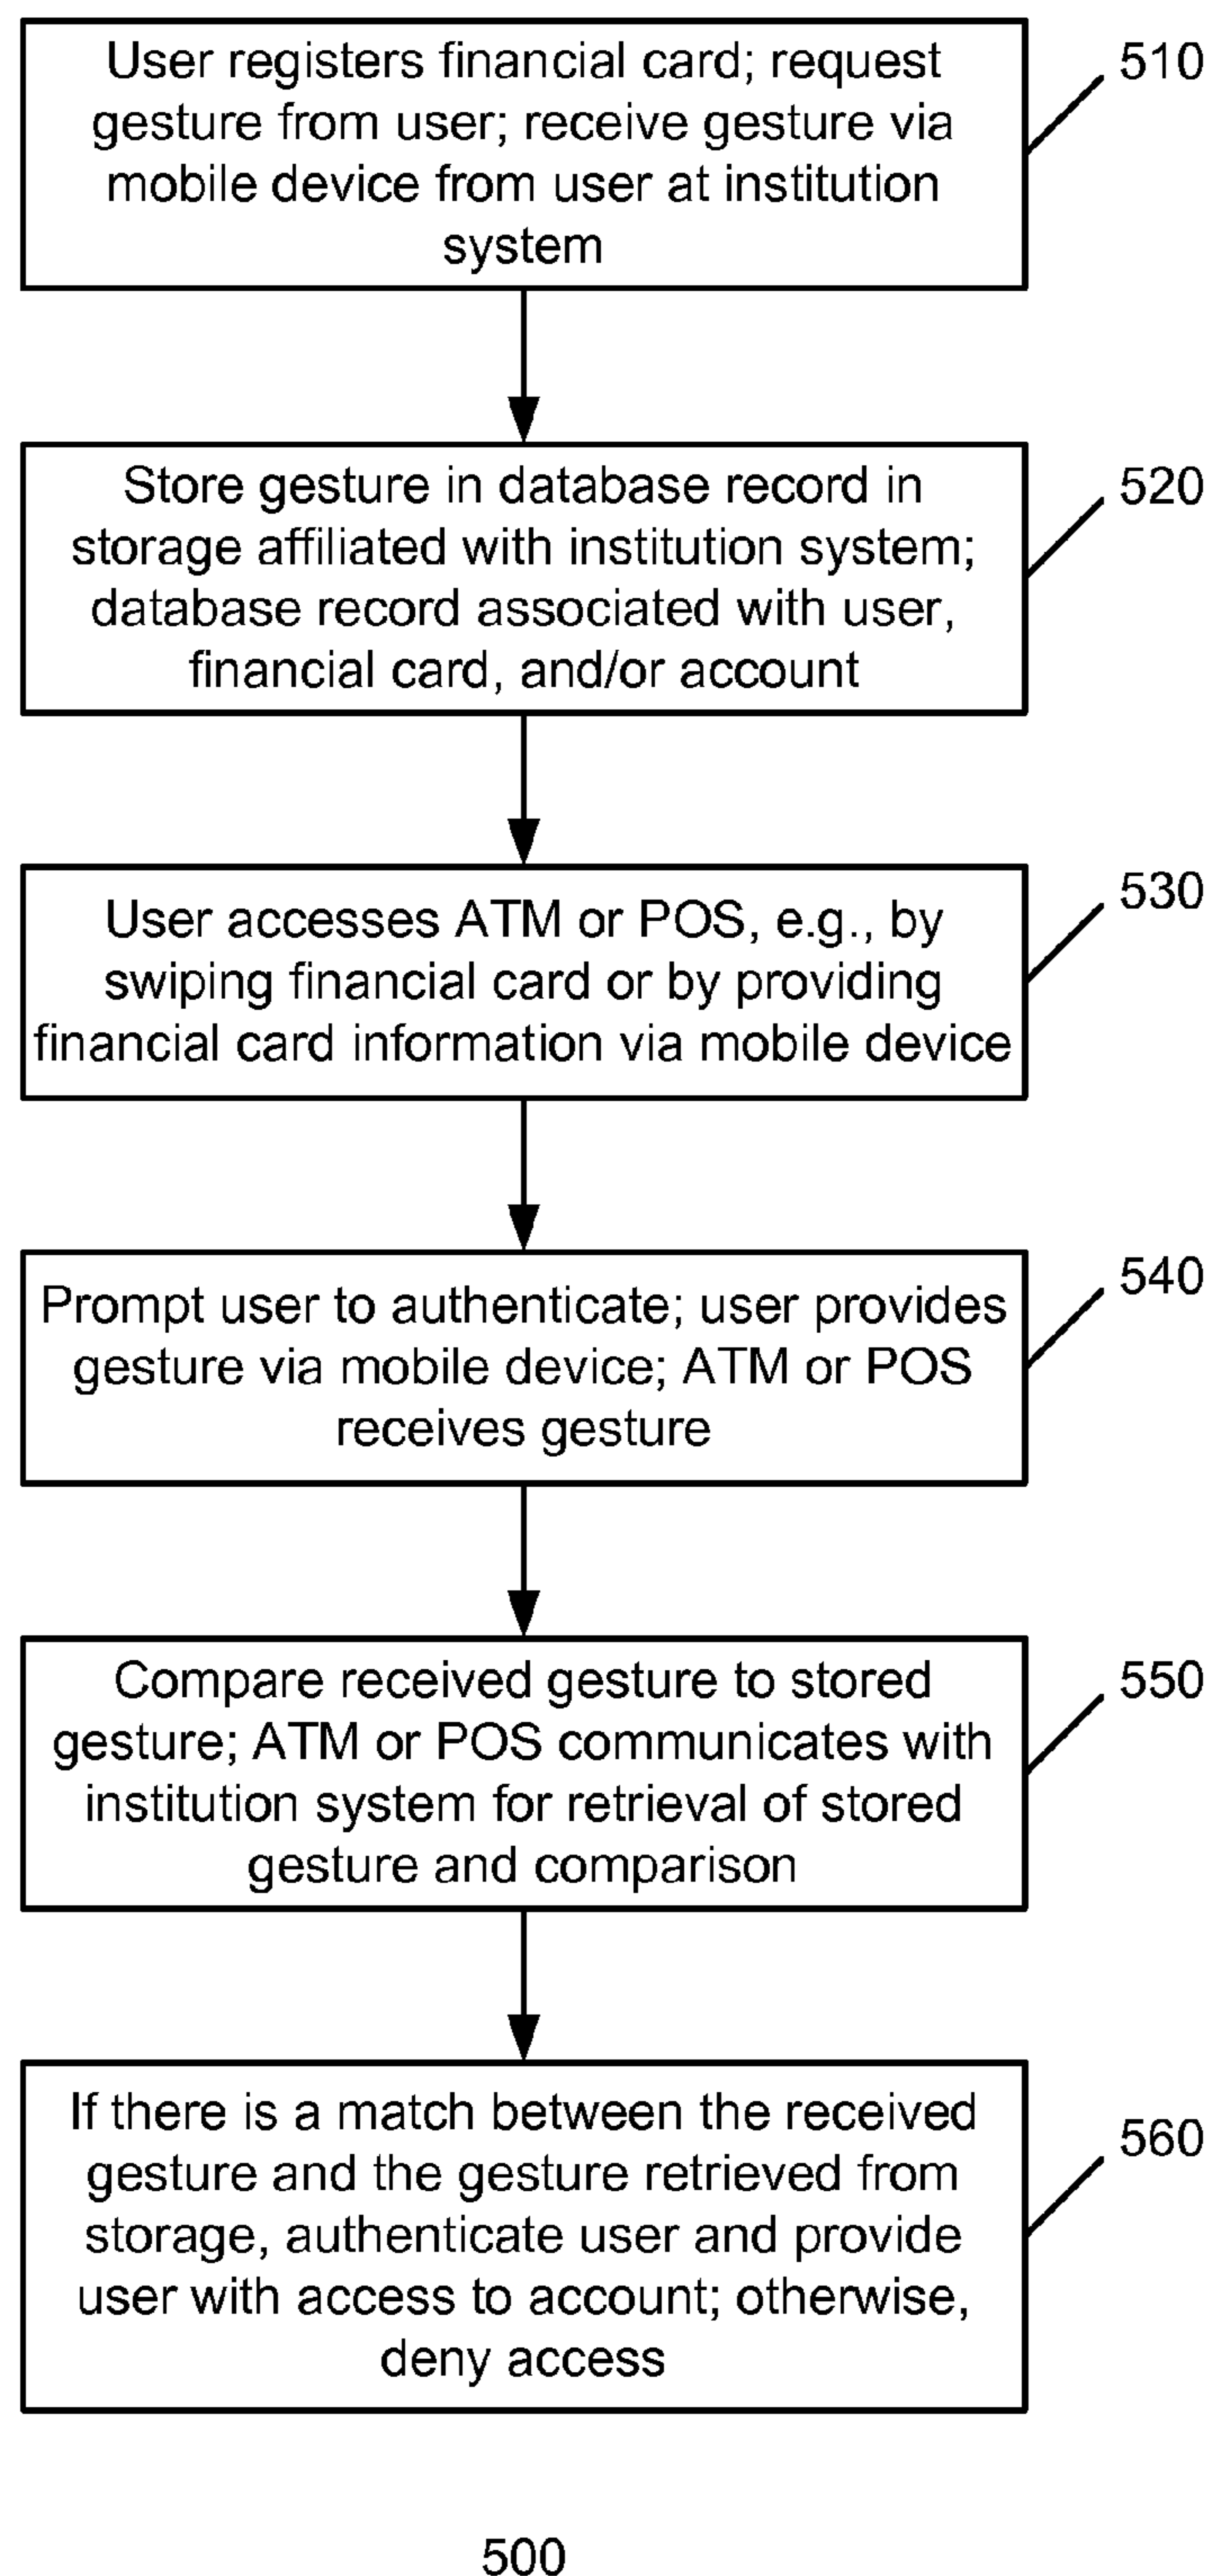 User registers financial card; request
gesture from user; receive gesture via
mobile device from user at institution
system
510
Store gesture in database record in
storage affiliated with institution system;
database record associated with user,
financial card, and/or account
520
User accesses ATM or POS, e.g., by
swiping financial card or by providing
financial card information via mobile device
530
Prompt user to authenticate; user provides
gesture via mobile device; ATM or POS
receives gesture
540
Compare received gesture to stored
gesture; ATM or POS communicates with
institution system for retrieval of stored
gesture and comparison
550
If there is a match between the received
gesture and the gesture retrieved from
storage, authenticate user and provide
user with access to account; otherwise,
deny access
560
500